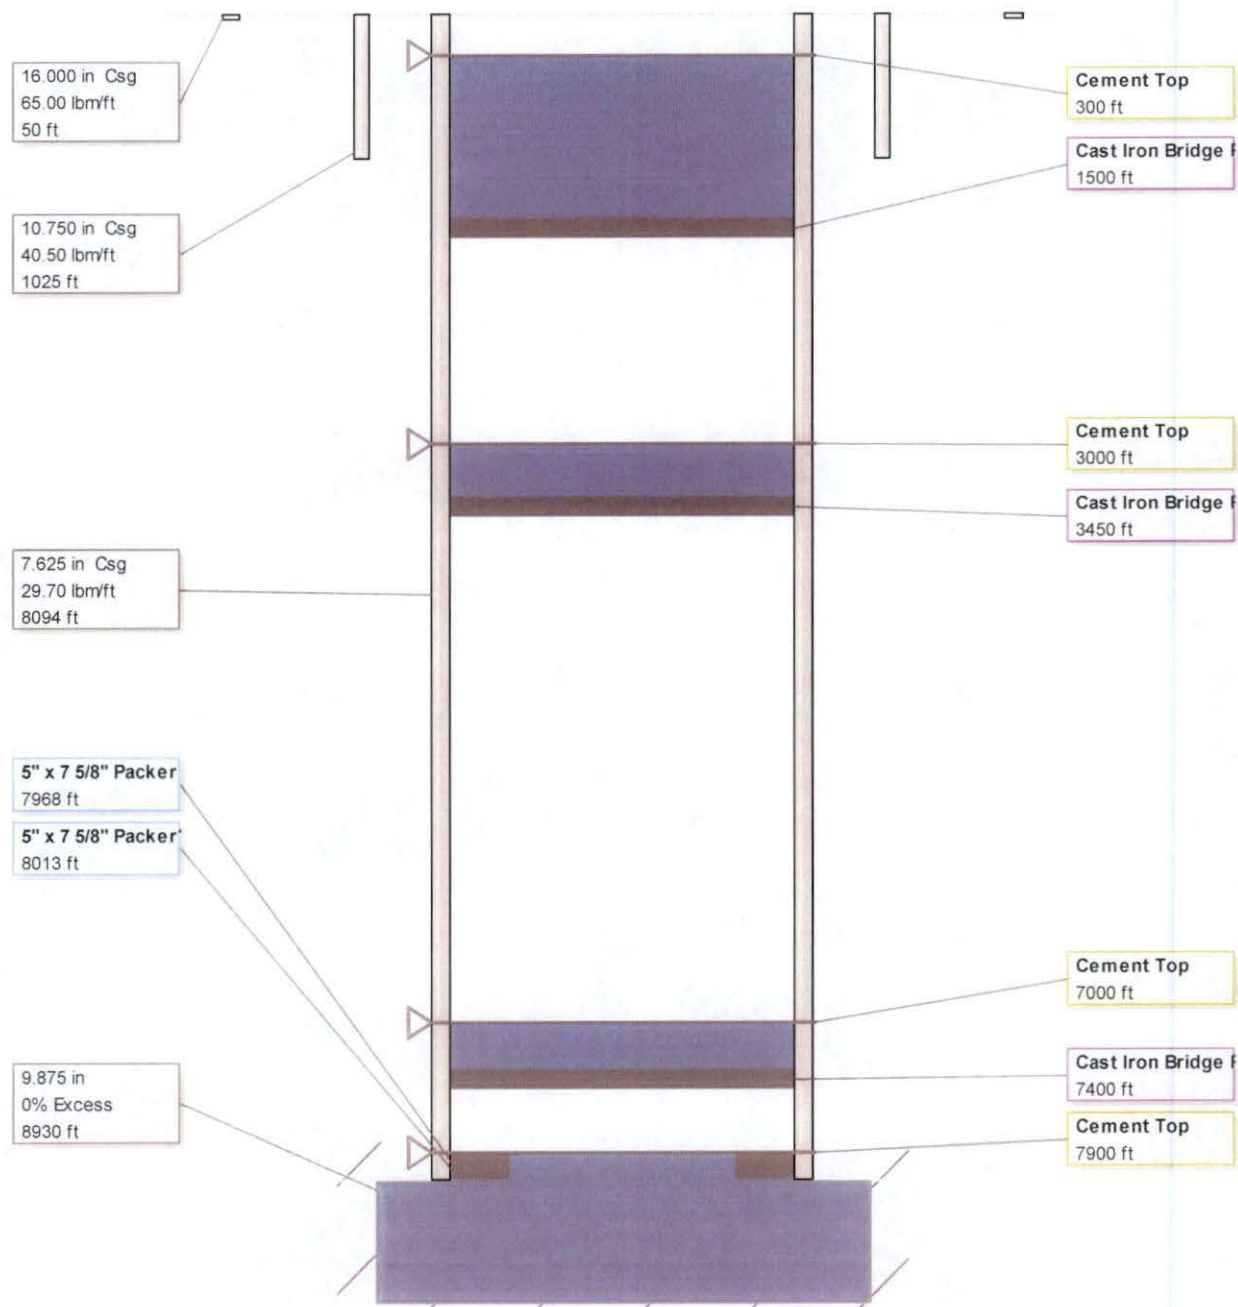 16.000 in Csg
65.00 lbm/ft
50 ft
10.750 in Csg
40.50 lbm/ft
1025 ft
7.625 in Csg
29.70 lbm/ft
8094 ft
5" x 7 5/8" Packer
7968 ft
5" x 7 5/8" Packer
8013 ft
9.875 in
0% Excess
8930 ft
Cement Top
300 ft
Cast Iron Bridge
1500 ft
Cement Top
3000 ft
Cast Iron Bridge
3450 ft
Cement Top
7000 ft
Cast Iron Bridge
7400 ft
Cement Top
7900 ft